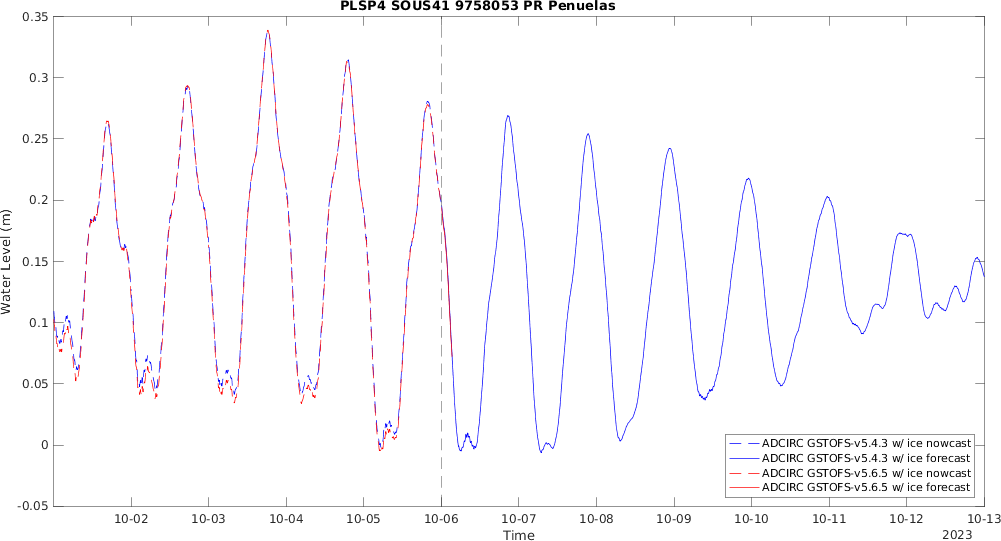 PLSP4 SOUS41 9758053 PR Penuelas
0.35
0.3
0.25
0.2
0.15
0.1
0.05
0
-0.05
Water Level (m)
10-02 10-03 10-04 10-05 10-06 10-07 10-08 10-09 10-10 10-11 10-12 10-13
Time
2023
ADCIRC GSTOFS-v5.4.3 w/ ice nowcast
ADCIRC GSTOFS-v5.4.3 w/ ice forecast
ADCIRC GSTOFS-v5.6.5 w/ ice nowcast
ADCIRC GSTOFS-v5.6.5 w/ ice forecast